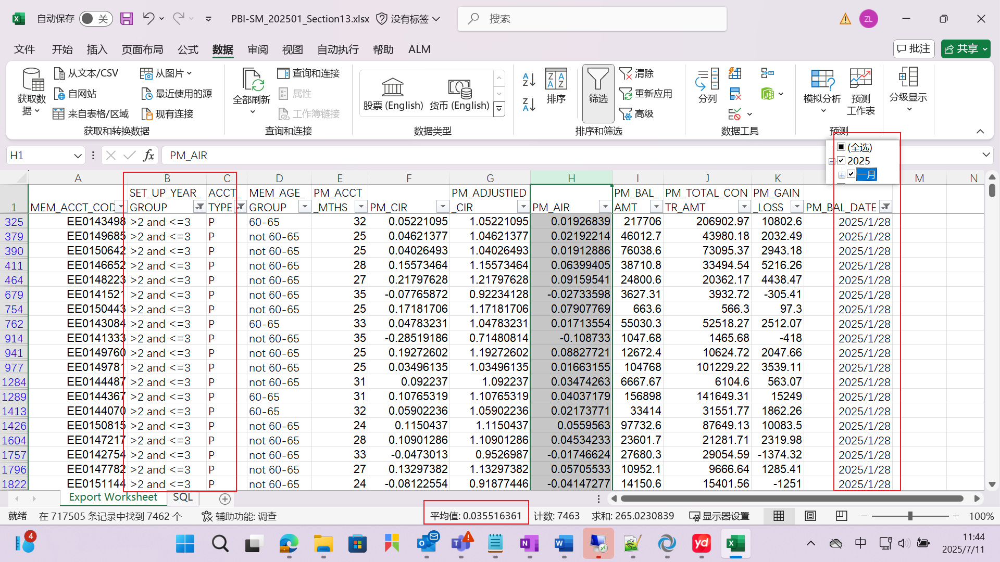 自动保存 关 PBI-SM_202501_Section13.xlsx 没有标签 搜索 ZL
文件 开始 插入 页面布局 公式 数据 审阅 视图 自动执行 帮助 ALM 批注 共享
获取数据 从文本/CSV 自网站 来自表格/区域 从图片 最近使用的源 现有连接
获取和转换数据
全部刷新 查询和连接 属性 工作簿链接
查询和连接
股票 (English) 货币 (English)
数据类型
排序 筛选 清除 重新应用 高级
排序和筛选
分列
数据工具
模拟分析 预测工作表
预测
分级显示
(全选)
2025
一月
H1 PM_AIR
A B C D E F G H I J K M N
1 MEM_ACCT_COD SET_UP_YEAR_GROUP ACCT_TYPE MEM_AGE_GROUP PM_ACCT_MTHS PM_CIR PM_ADJUSTIED_CIR PM_AIR PM_BAL_AMT PM_TOTAL_CONTR_AMT PM_GAIN_LOSS PM_BAL_DATE
325 EE0143498 >2 and <=3 P 60-65 32 0.05221095 1.05221095 0.01926839 217706 206902.97 10802.6 2025/1/28
379 EE0149685 >2 and <=3 P not 60-65 25 0.04621377 1.04621377 0.02192214 46012.7 43980.18 2032.49 2025/1/28
390 EE0150642 >2 and <=3 P not 60-65 25 0.04026493 1.04026493 0.01912886 76038.6 73095.37 2943.18 2025/1/28
411 EE0146652 >2 and <=3 P not 60-65 28 0.15573464 1.15573464 0.06399405 38710.8 33494.54 5216.26 2025/1/28
464 EE0148223 >2 and <=3 P not 60-65 27 0.21797628 1.21797628 0.09159541 24800.6 20362.17 4438.47 2025/1/28
679 EE0141521 >2 and <=3 P not 60-65 35 -0.07765872 0.92234128 -0.02733598 3627.31 3932.72 -305.41 2025/1/28
754 EE0150443 >2 and <=3 P not 60-65 25 0.17181706 1.17181706 0.07907769 663.6 566.3 97.3 2025/1/28
762 EE0143084 >2 and <=3 P 60-65 33 0.04783231 1.04783231 0.01713554 55030.3 52518.27 2512.07 2025/1/28
914 EE0141333 >2 and <=3 P not 60-65 35 -0.28519186 0.71480814 -0.108733 1047.68 1465.68 -418 2025/1/28
941 EE0149760 >2 and <=3 P not 60-65 25 0.19272602 1.19272602 0.08827721 12672.4 10624.72 2047.66 2025/1/28
977 EE0149781 >2 and <=3 P not 60-65 25 0.03496135 1.03496135 0.01663155 104768 101229.22 3539.11 2025/1/28
1284 EE0144487 >2 and <=3 P not 60-65 31 0.092237 1.092237 0.03474263 6667.67 6104.6 563.07 2025/1/28
1289 EE0144367 >2 and <=3 P 60-65 31 0.10765319 1.10765319 0.04037179 156898 141649.31 15249 2025/1/28
1413 EE0144070 >2 and <=3 P 60-65 32 0.05902236 1.05902236 0.02173771 33414 31551.77 1862.26 2025/1/28
1426 EE0150815 >2 and <=3 P not 60-65 24 0.1150437 1.1150437 0.0559563 97732.6 87649.13 10083.5 2025/1/28
1604 EE0147217 >2 and <=3 P not 60-65 28 0.10901286 1.10901286 0.04534233 23601.7 21281.71 2319.98 2025/1/28
1757 EE0142754 >2 and <=3 P not 60-65 33 -0.0473013 0.9526987 -0.01746624 27680.3 29054.59 -1374.32 2025/1/28
1796 EE0147782 >2 and <=3 P not 60-65 27 0.13297382 1.13297382 0.05705533 10952.1 9666.64 1285.41 2025/1/28
1822 EE0151144 >2 and <=3 P not 60-65 24 -0.08122554 0.91877446 -0.04147277 14150.6 15401.56 -1251 2025/1/28
Export Worksheet SQL
就绪 在 717505 条记录中找到 7462 个 辅助功能: 调查 平均值: 0.035516361 计数: 7463 求和: 265.0230839 显示器设置 100%
4 yd 中 11:44
2025/7/11